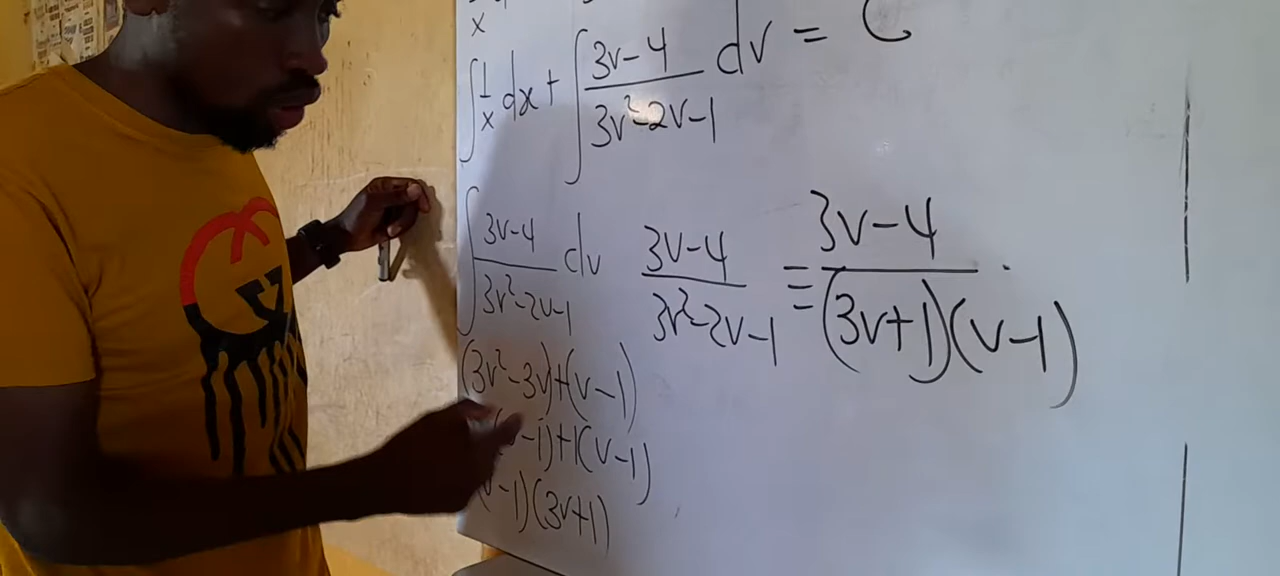 x
∫ 1/x dx + ∫ (3v-4)/(3v²-2v-1) dv = C
∫ (3v-4)/(3v²-2v-1) dv   (3v-4)/(3v²-2v-1) ≡ (3v-4)/((3v+1)(v-1))
(3v²-3v)+(v-1)
v-1)+1(v-1)
v-1)(3v+1)